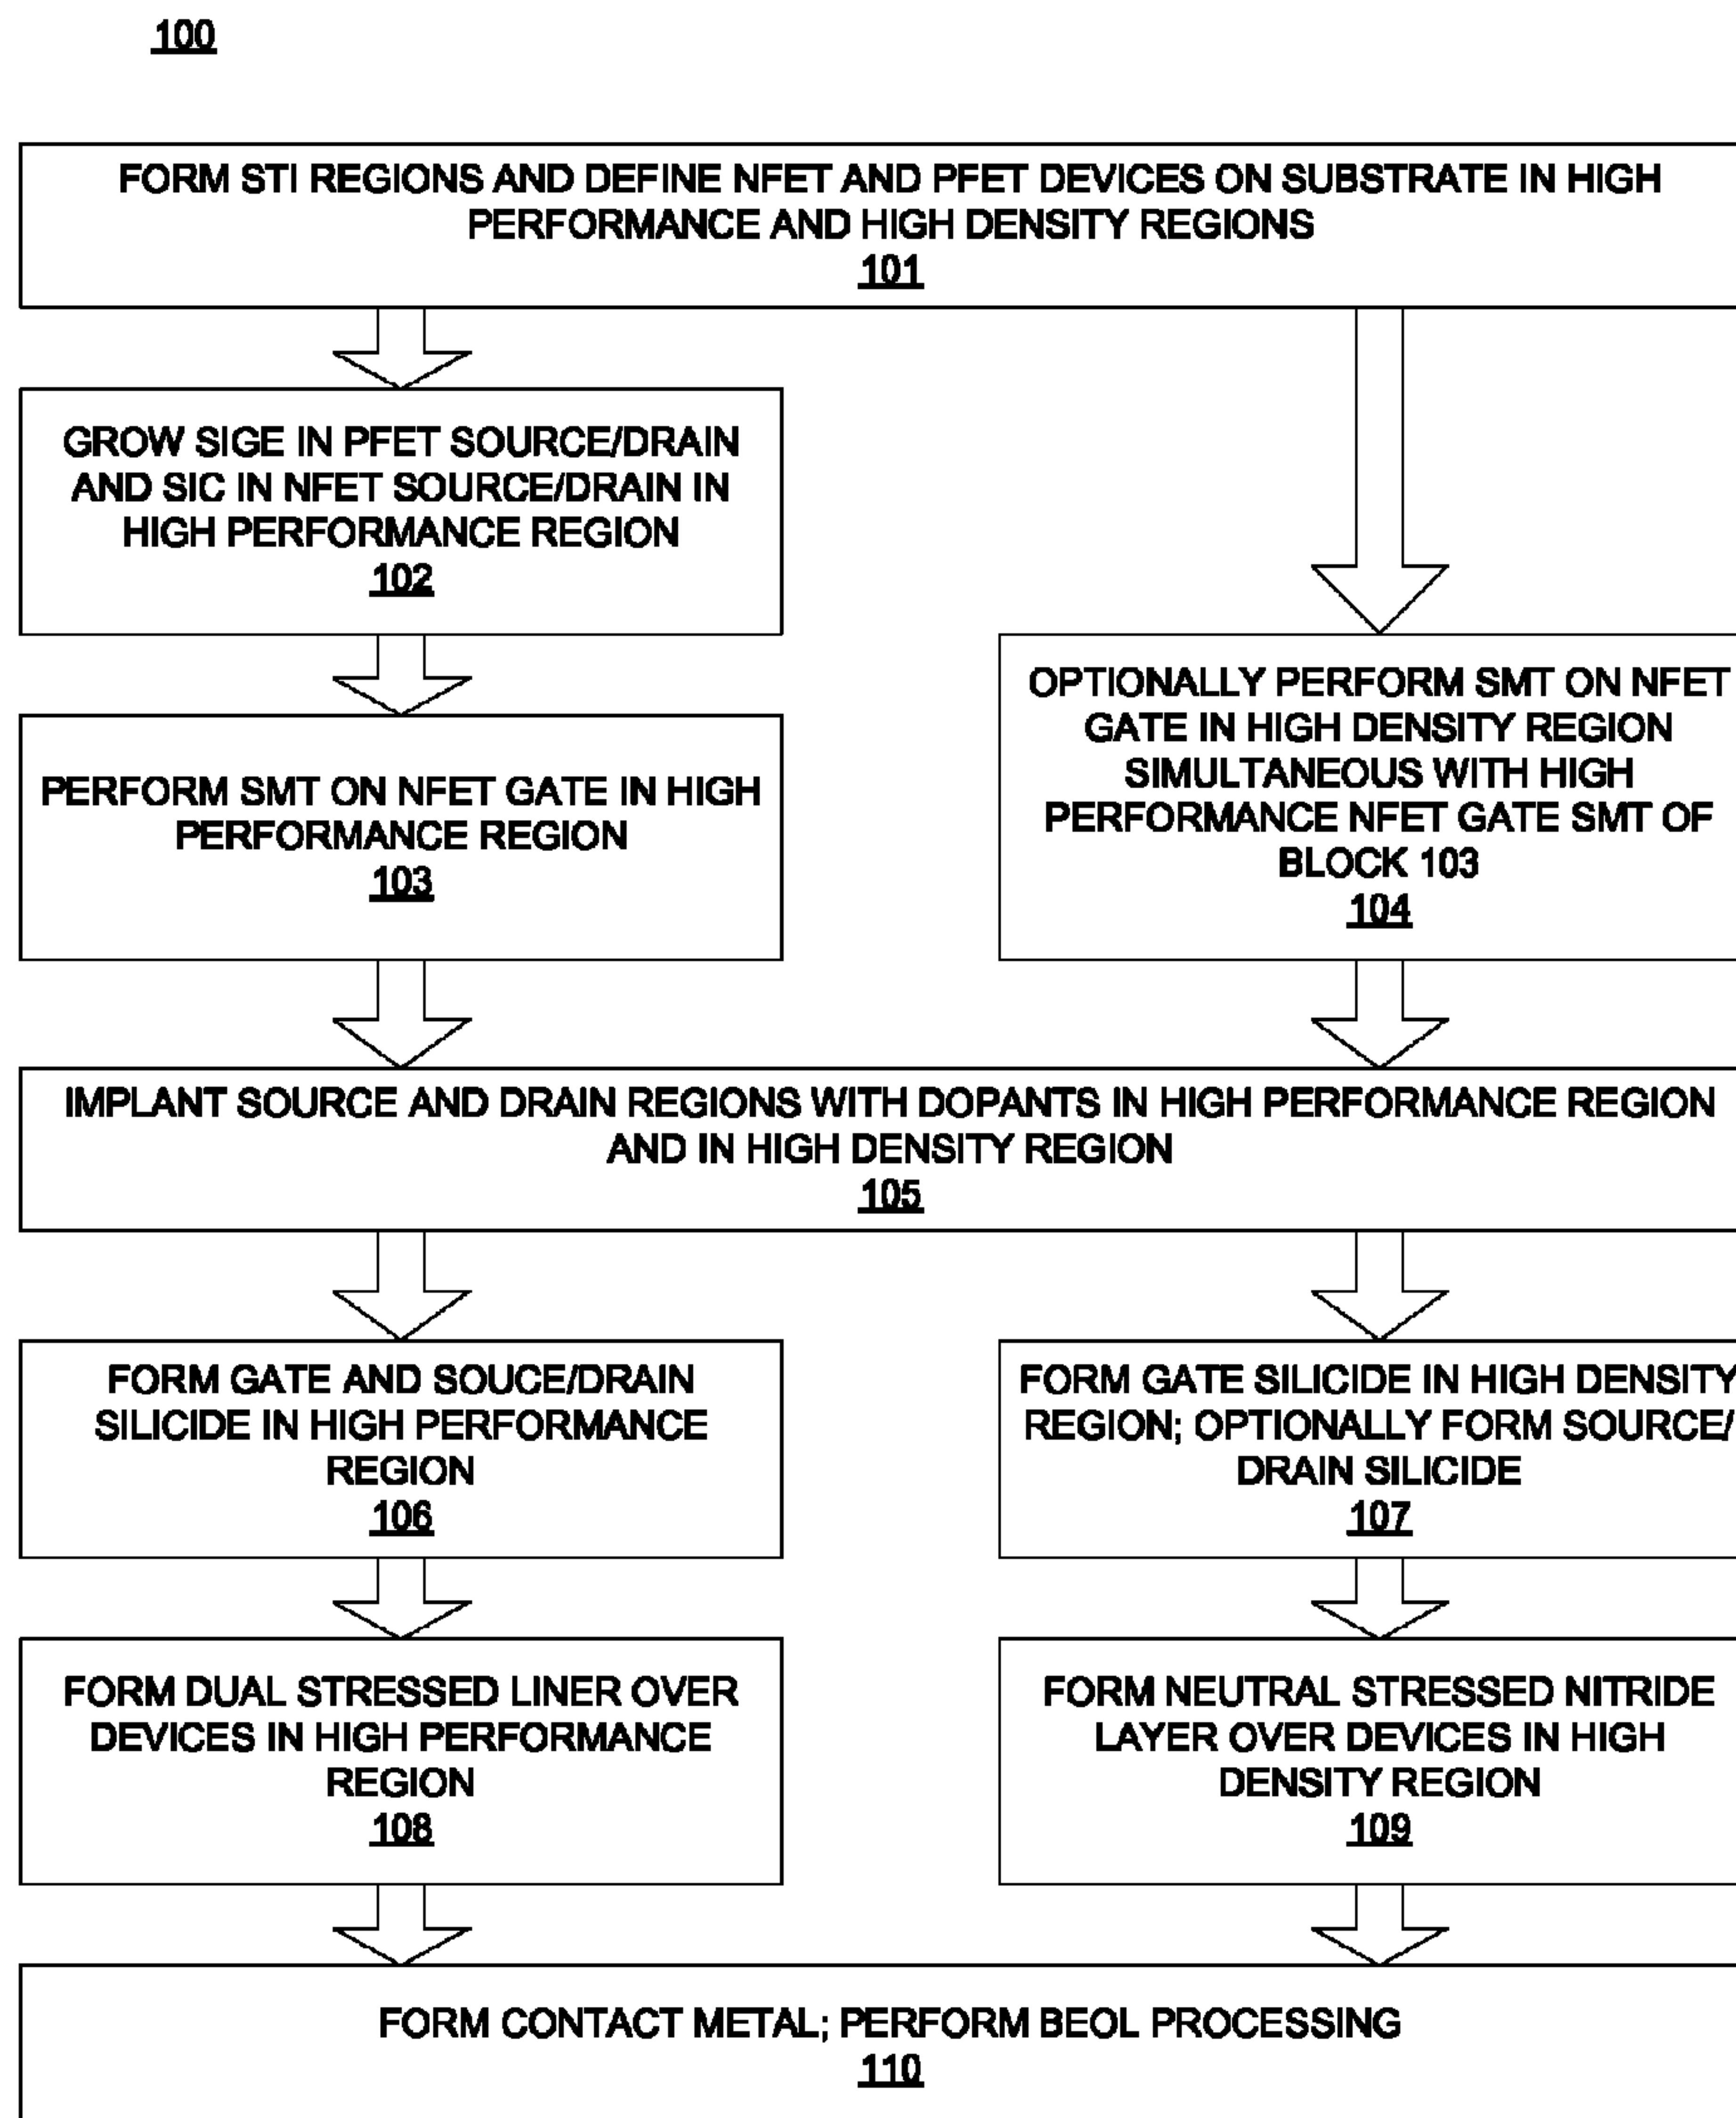 100
FORM STI REGIONS AND DEFINE NFET AND PFET DEVICES ON SUBSTRATE IN HIGH
PERFORMANCE AND HIGH DENSITY REGIONS
101
GROW SIGE IN PFET SOURCE/DRAIN
AND SIC IN NFET SOURCE/DRAIN IN
HIGH PERFORMANCE REGION
102
PERFORM SMT ON NFET GATE IN HIGH
PERFORMANCE REGION
103
OPTIONALLY PERFORM SMT ON NFET
GATE IN HIGH DENSITY REGION
SIMULTANEOUS WITH HIGH
PERFORMANCE NFET GATE SMT OF
BLOCK 103
104
IMPLANT SOURCE AND DRAIN REGIONS WITH DOPANTS IN HIGH PERFORMANCE REGION
AND IN HIGH DENSITY REGION
105
FORM GATE AND SOUCE/DRAIN
SILICIDE IN HIGH PERFORMANCE
REGION
106
FORM GATE SILICIDE IN HIGH DENSITY
REGION; OPTIONALLY FORM SOURCE/
DRAIN SILICIDE
107
FORM DUAL STRESSED LINER OVER
DEVICES IN HIGH PERFORMANCE
REGION
108
FORM NEUTRAL STRESSED NITRIDE
LAYER OVER DEVICES IN HIGH
DENSITY REGION
109
FORM CONTACT METAL; PERFORM BEOL PROCESSING
110